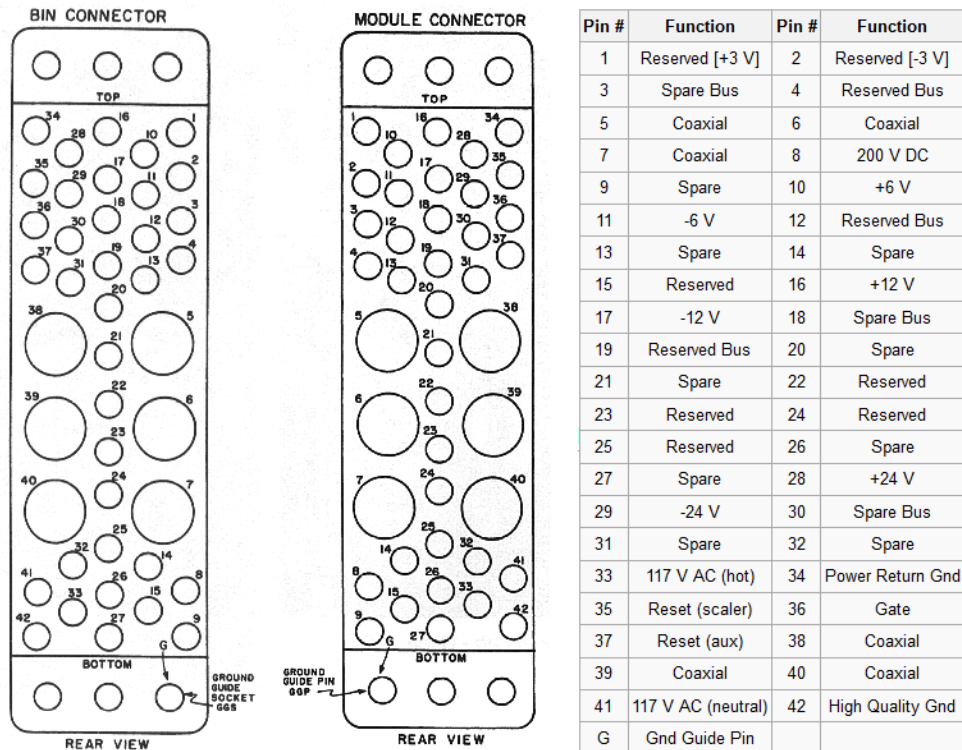 BIN CONNECTOR
TOP
34 16 1
28 10
35 17 2
29 11
36 18 3
30 12
37 19 4
31 13
20
38 5
21
22
39 6
23
40 24 7
25
32 14
41 26 8
33 15
42 27 9
G
BOTTOM
GROUND
GUIDE
SOCKET
GGS
REAR VIEW
MODULE CONNECTOR
TOP
1 16 34
10 28
2 17 35
11 29
3 18 36
12 30
4 19 37
13 31
20
5 38
21
22
6 39
23
7 24 40
25
14 32
8 26 41
15 33
9 27 42
G
BOTTOM
GROUND
GUIDE PIN
GGP
REAR VIEW
Pin # Function Pin # Function
1 Reserved [+3 V] 2 Reserved [-3 V]
3 Spare Bus 4 Reserved Bus
5 Coaxial 6 Coaxial
7 Coaxial 8 200 V DC
9 Spare 10 +6 V
11 -6 V 12 Reserved Bus
13 Spare 14 Spare
15 Reserved 16 +12 V
17 -12 V 18 Spare Bus
19 Reserved Bus 20 Spare
21 Spare 22 Reserved
23 Reserved 24 Reserved
25 Reserved 26 Spare
27 Spare 28 +24 V
29 -24 V 30 Spare Bus
31 Spare 32 Spare
33 117 V AC (hot) 34 Power Return Gnd
35 Reset (scaler) 36 Gate
37 Reset (aux) 38 Coaxial
39 Coaxial 40 Coaxial
41 117 V AC (neutral) 42 High Quality Gnd
G Gnd Guide Pin